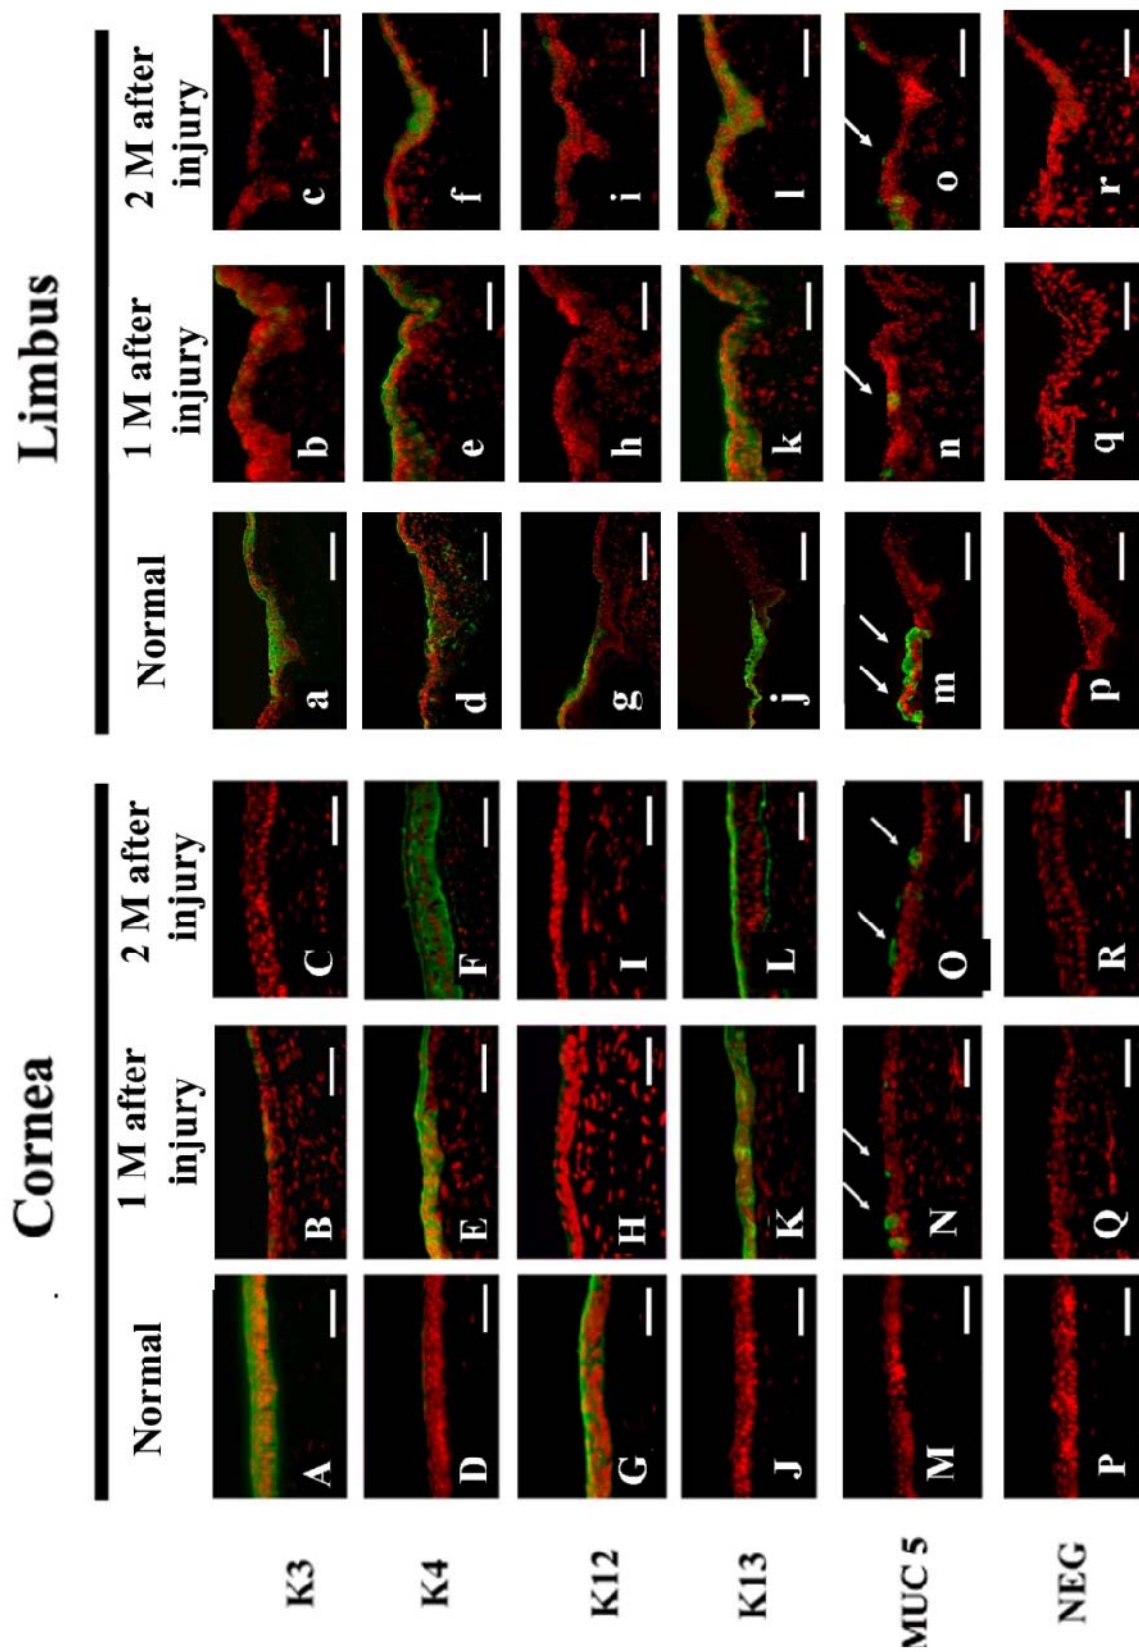 Cornea Limbus
Normal 1 M after injury 2 M after injury Normal 1 M after injury 2 M after injury
K3 A B C a b c
K4 D E F d e f
K12 G H I g h i
K13 J K L j k l
MUC 5 M N O m n o
NEG P Q R p q r